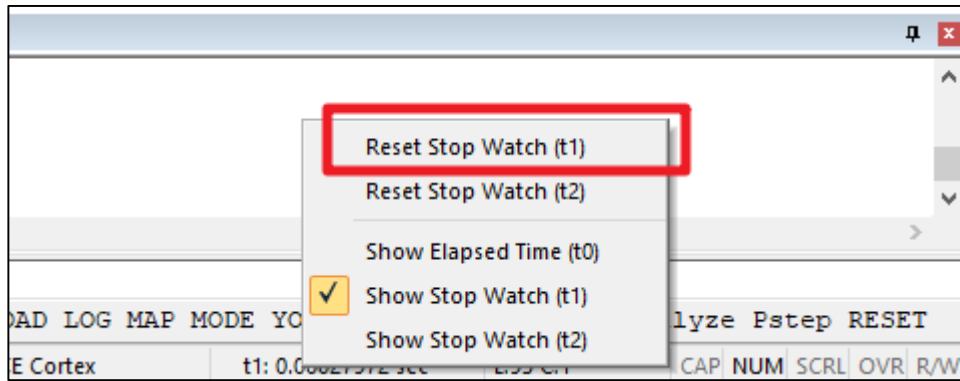 Reset Stop Watch (t1)
Reset Stop Watch (t2)
Show Elapsed Time (t0)
Show Stop Watch (t1)
Show Stop Watch (t2)
LOG MAP MODE Pstep RESET
Cortex t1: CAP NUM SCRL OVR R/W